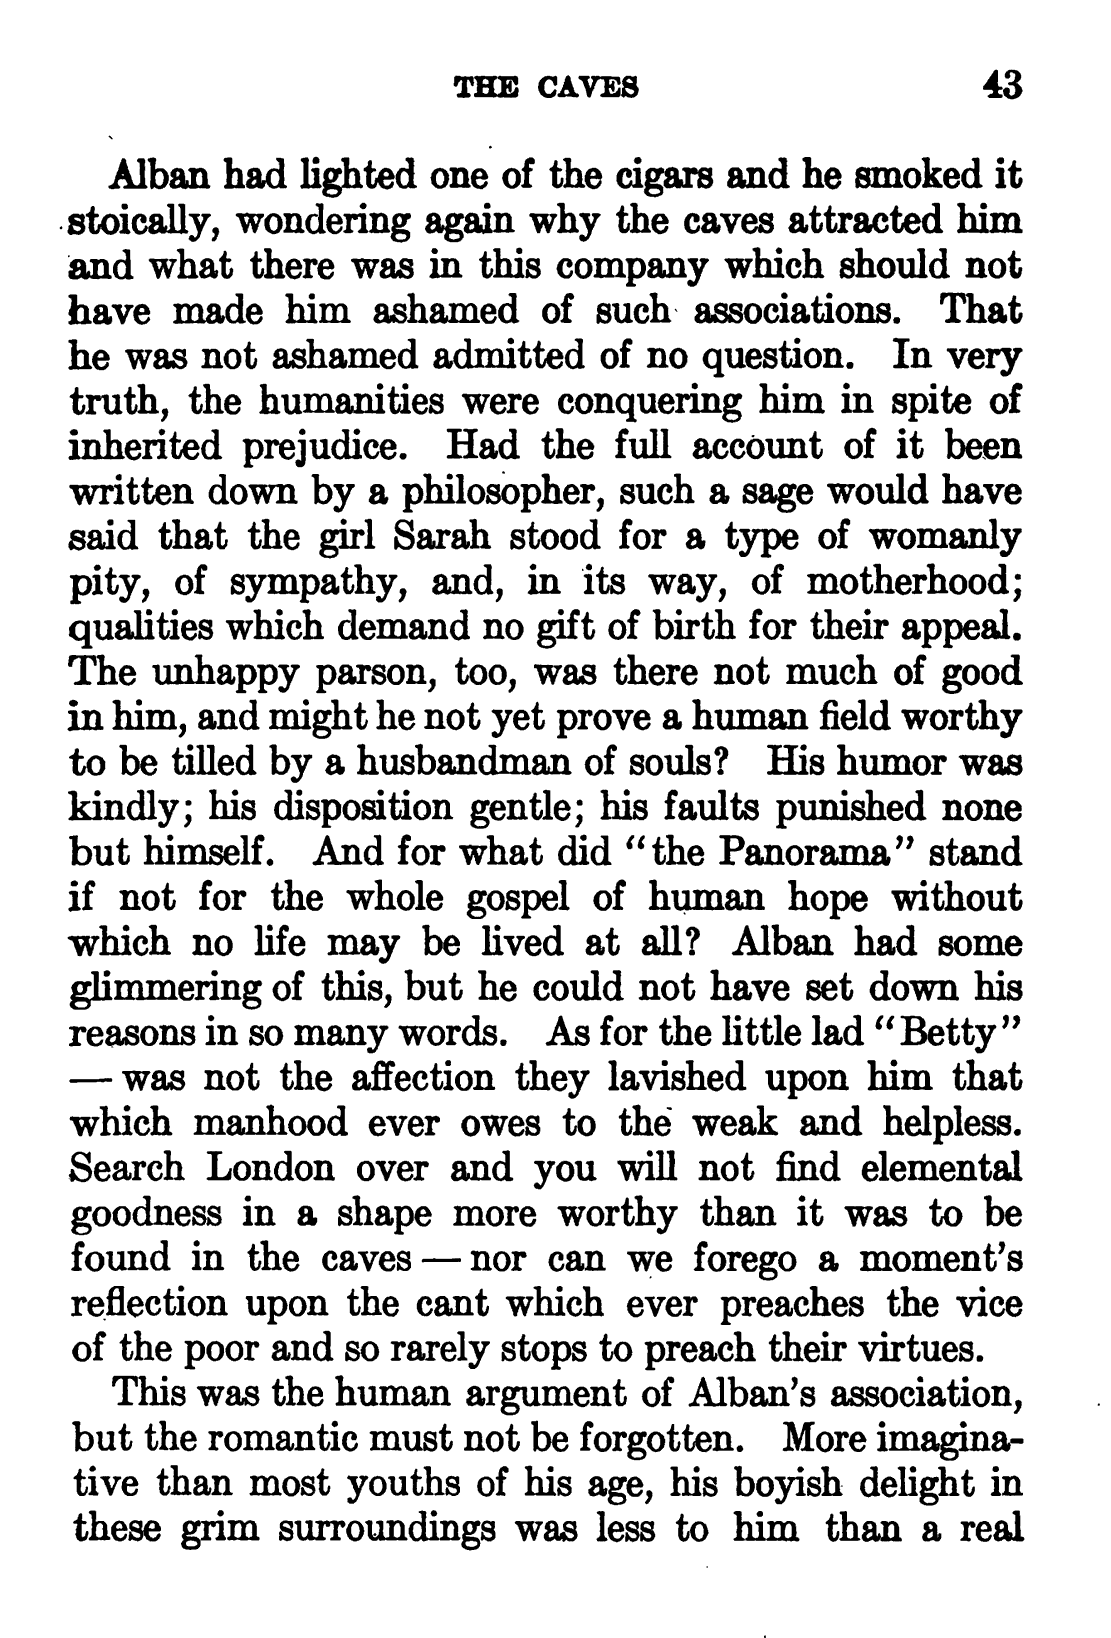 THE CAVES 43
Alban had lighted one of the cigars and he smoked it
stoically, wondering again why the caves attracted him
and what there was in this company which should not
have made him ashamed of such associations. That
he was not ashamed admitted of no question. In very
truth, the humanities were conquering him in spite of
inherited prejudice. Had the full account of it been
written down by a philosopher, such a sage would have
said that the girl Sarah stood for a type of womanly
pity, of sympathy, and, in its way, of motherhood;
qualities which demand no gift of birth for their appeal.
The unhappy parson, too, was there not much of good
in him, and might he not yet prove a human field worthy
to be tilled by a husbandman of souls? His humor was
kindly; his disposition gentle; his faults punished none
but himself. And for what did “the Panorama” stand
if not for the whole gospel of human hope without
which no life may be lived at all? Alban had some
glimmering of this, but he could not have set down his
reasons in so many words. As for the little lad “Betty”
— was not the affection they lavished upon him that
which manhood ever owes to the weak and helpless.
Search London over and you will not find elemental
goodness in a shape more worthy than it was to be
found in the caves — nor can we forego a moment’s
reflection upon the cant which ever preaches the vice
of the poor and so rarely stops to preach their virtues.
This was the human argument of Alban’s association,
but the romantic must not be forgotten. More imagina-
tive than most youths of his age, his boyish delight in
these grim surroundings was less to him than a real